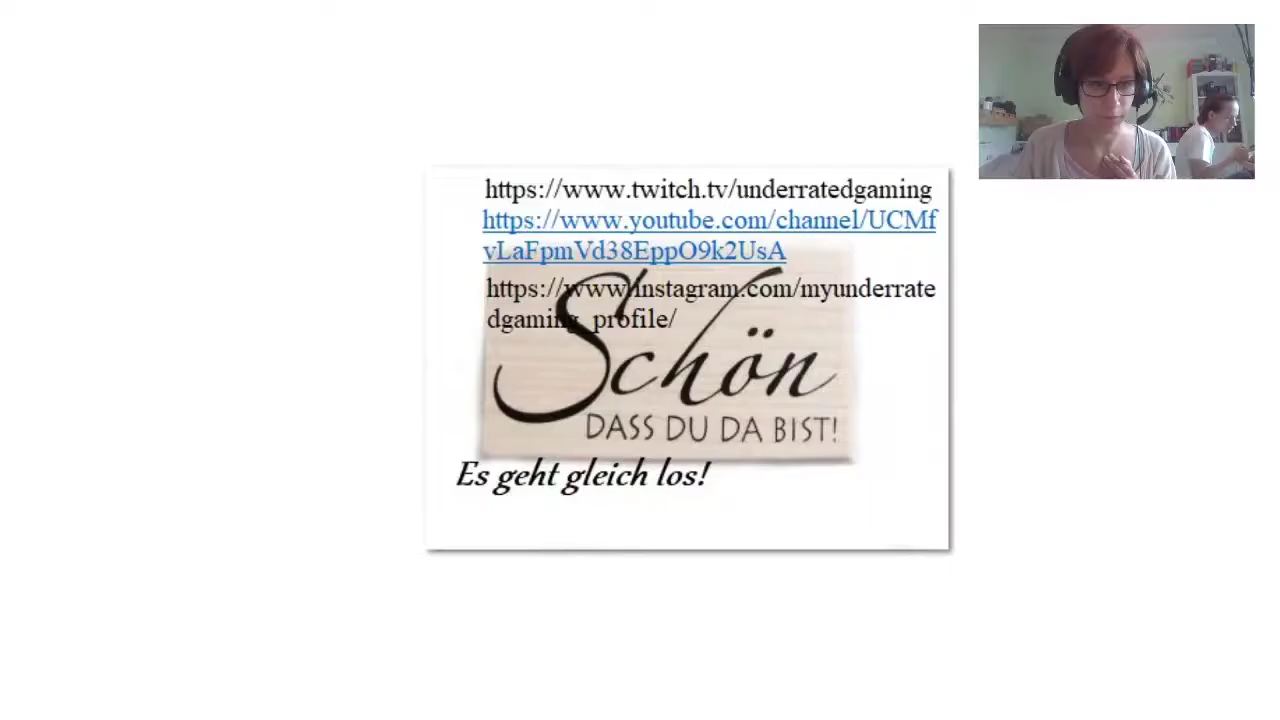 https://www.twitch.tv/underratedgaming
https://www.youtube.com/channel/UCMf
vLaFpmVd38EppO9k2UsA
https://www.instagram.com/myunderrate
dgaming_profile/
Schön
DASS DU DA BIST!
Es geht gleich los!